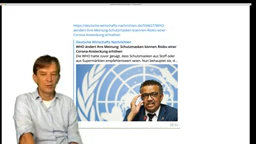 https://deutsche-wirtschafts-nachrichten.de/504637/WHO-
aendert-ihre-Meinung-Schutzmasken-koennen-Risiko-einer-
Corona-Ansteckung-erhoehen
Deutsche Wirtschafts Nachrichten
WHO ändert ihre Meinung: Schutzmasken können Risiko einer
Corona-Ansteckung erhöhen
Die WHO hatte zuvor gesagt, dass Schutzmasken aus Stoff oder
aus Supermärkten empfehlenswert seien. Nun behauptet sie, d…